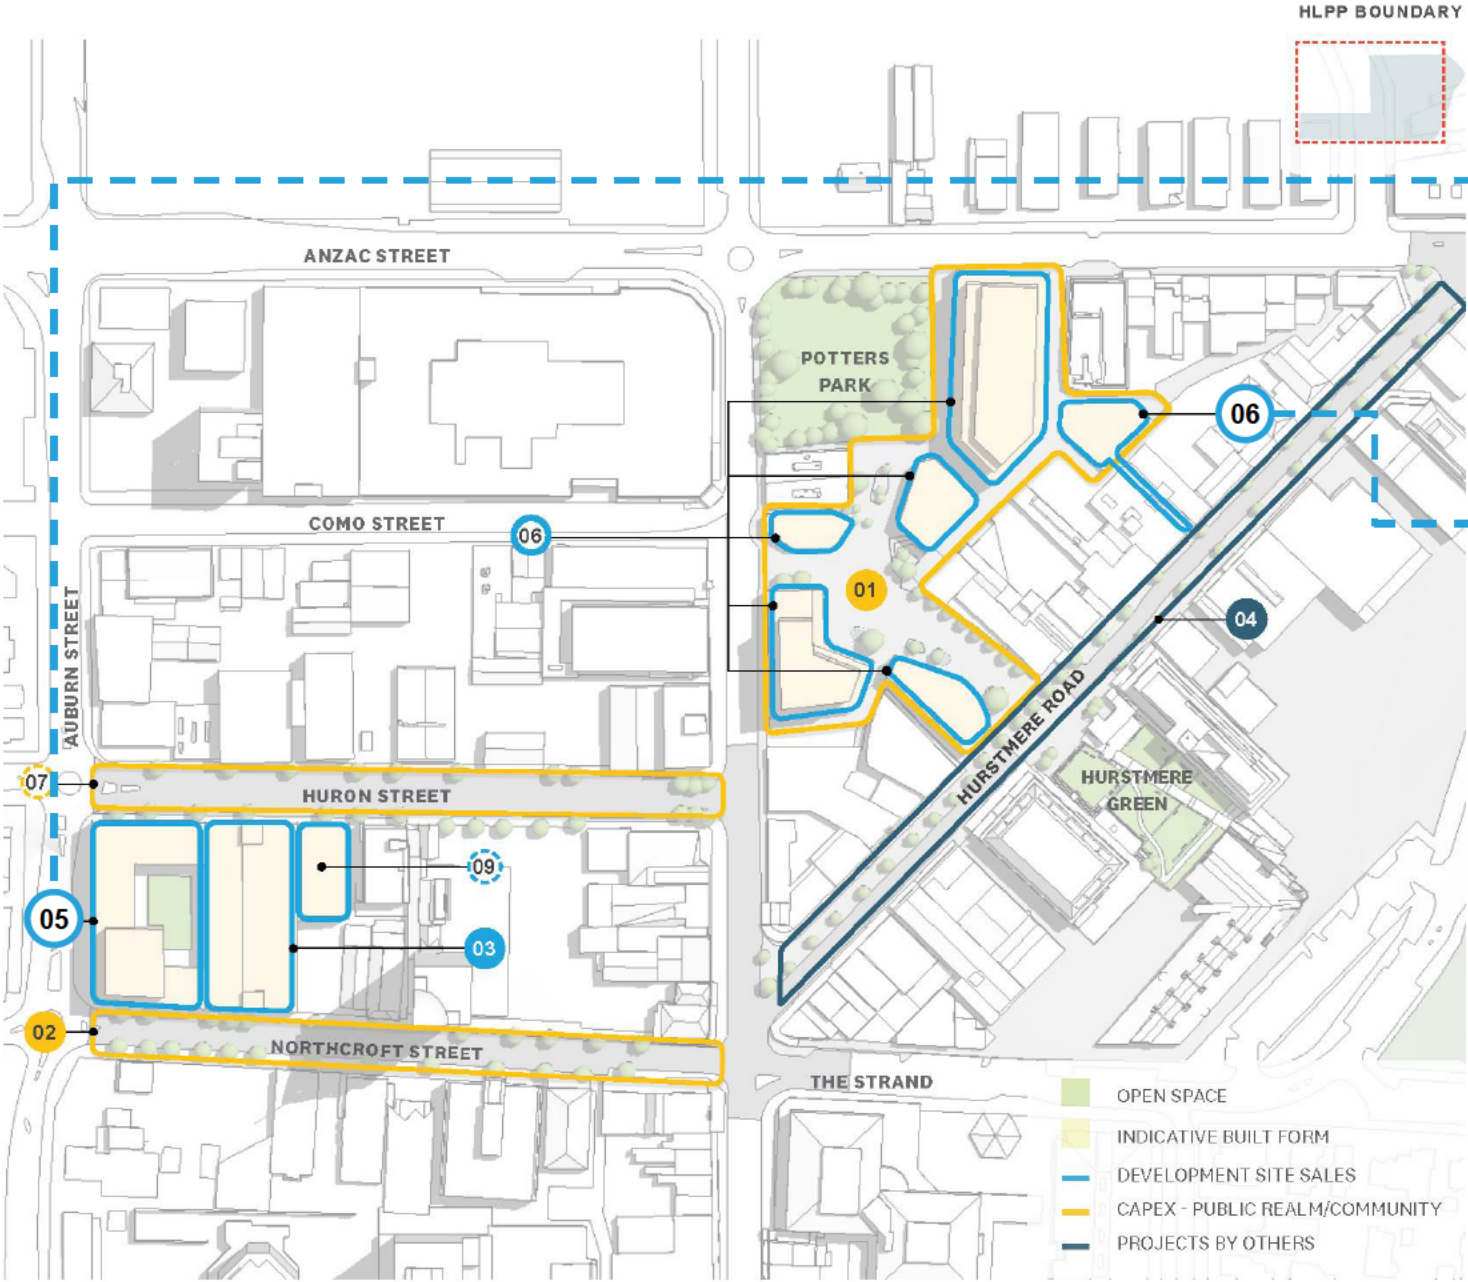 HLPP BOUNDARY
ANZAC STREET
POTTERS
PARK
06
COMO STREET
06
01
04
AUBURN STREET
HURSTMERE ROAD
07
HURON STREET
HURSTMERE
GREEN
09
05
03
02
NORTHCROFT STREET
THE STRAND
OPEN SPACE
INDICATIVE BUILT FORM
DEVELOPMENT SITE SALES
CAPEX - PUBLIC REALM/COMMUNITY
PROJECTS BY OTHERS